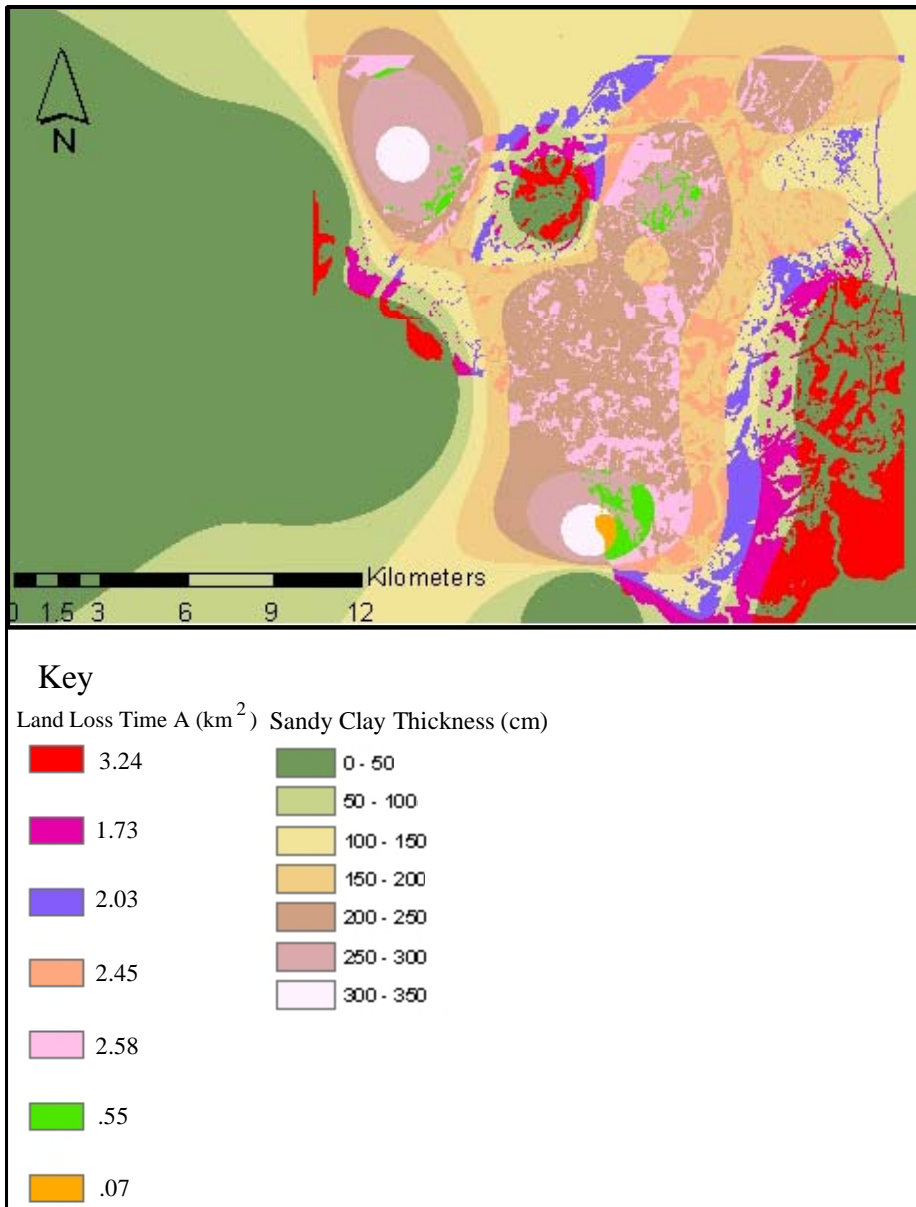 N
Kilometers
0 1.5 3 6 9 12
Key
Land Loss Time A (km 2) Sandy Clay Thickness (cm)
3.24 0 - 50
50 - 100
1.73 100 - 150
150 - 200
2.03 200 - 250
2.45 250 - 300
300 - 350
2.58
.55
.07